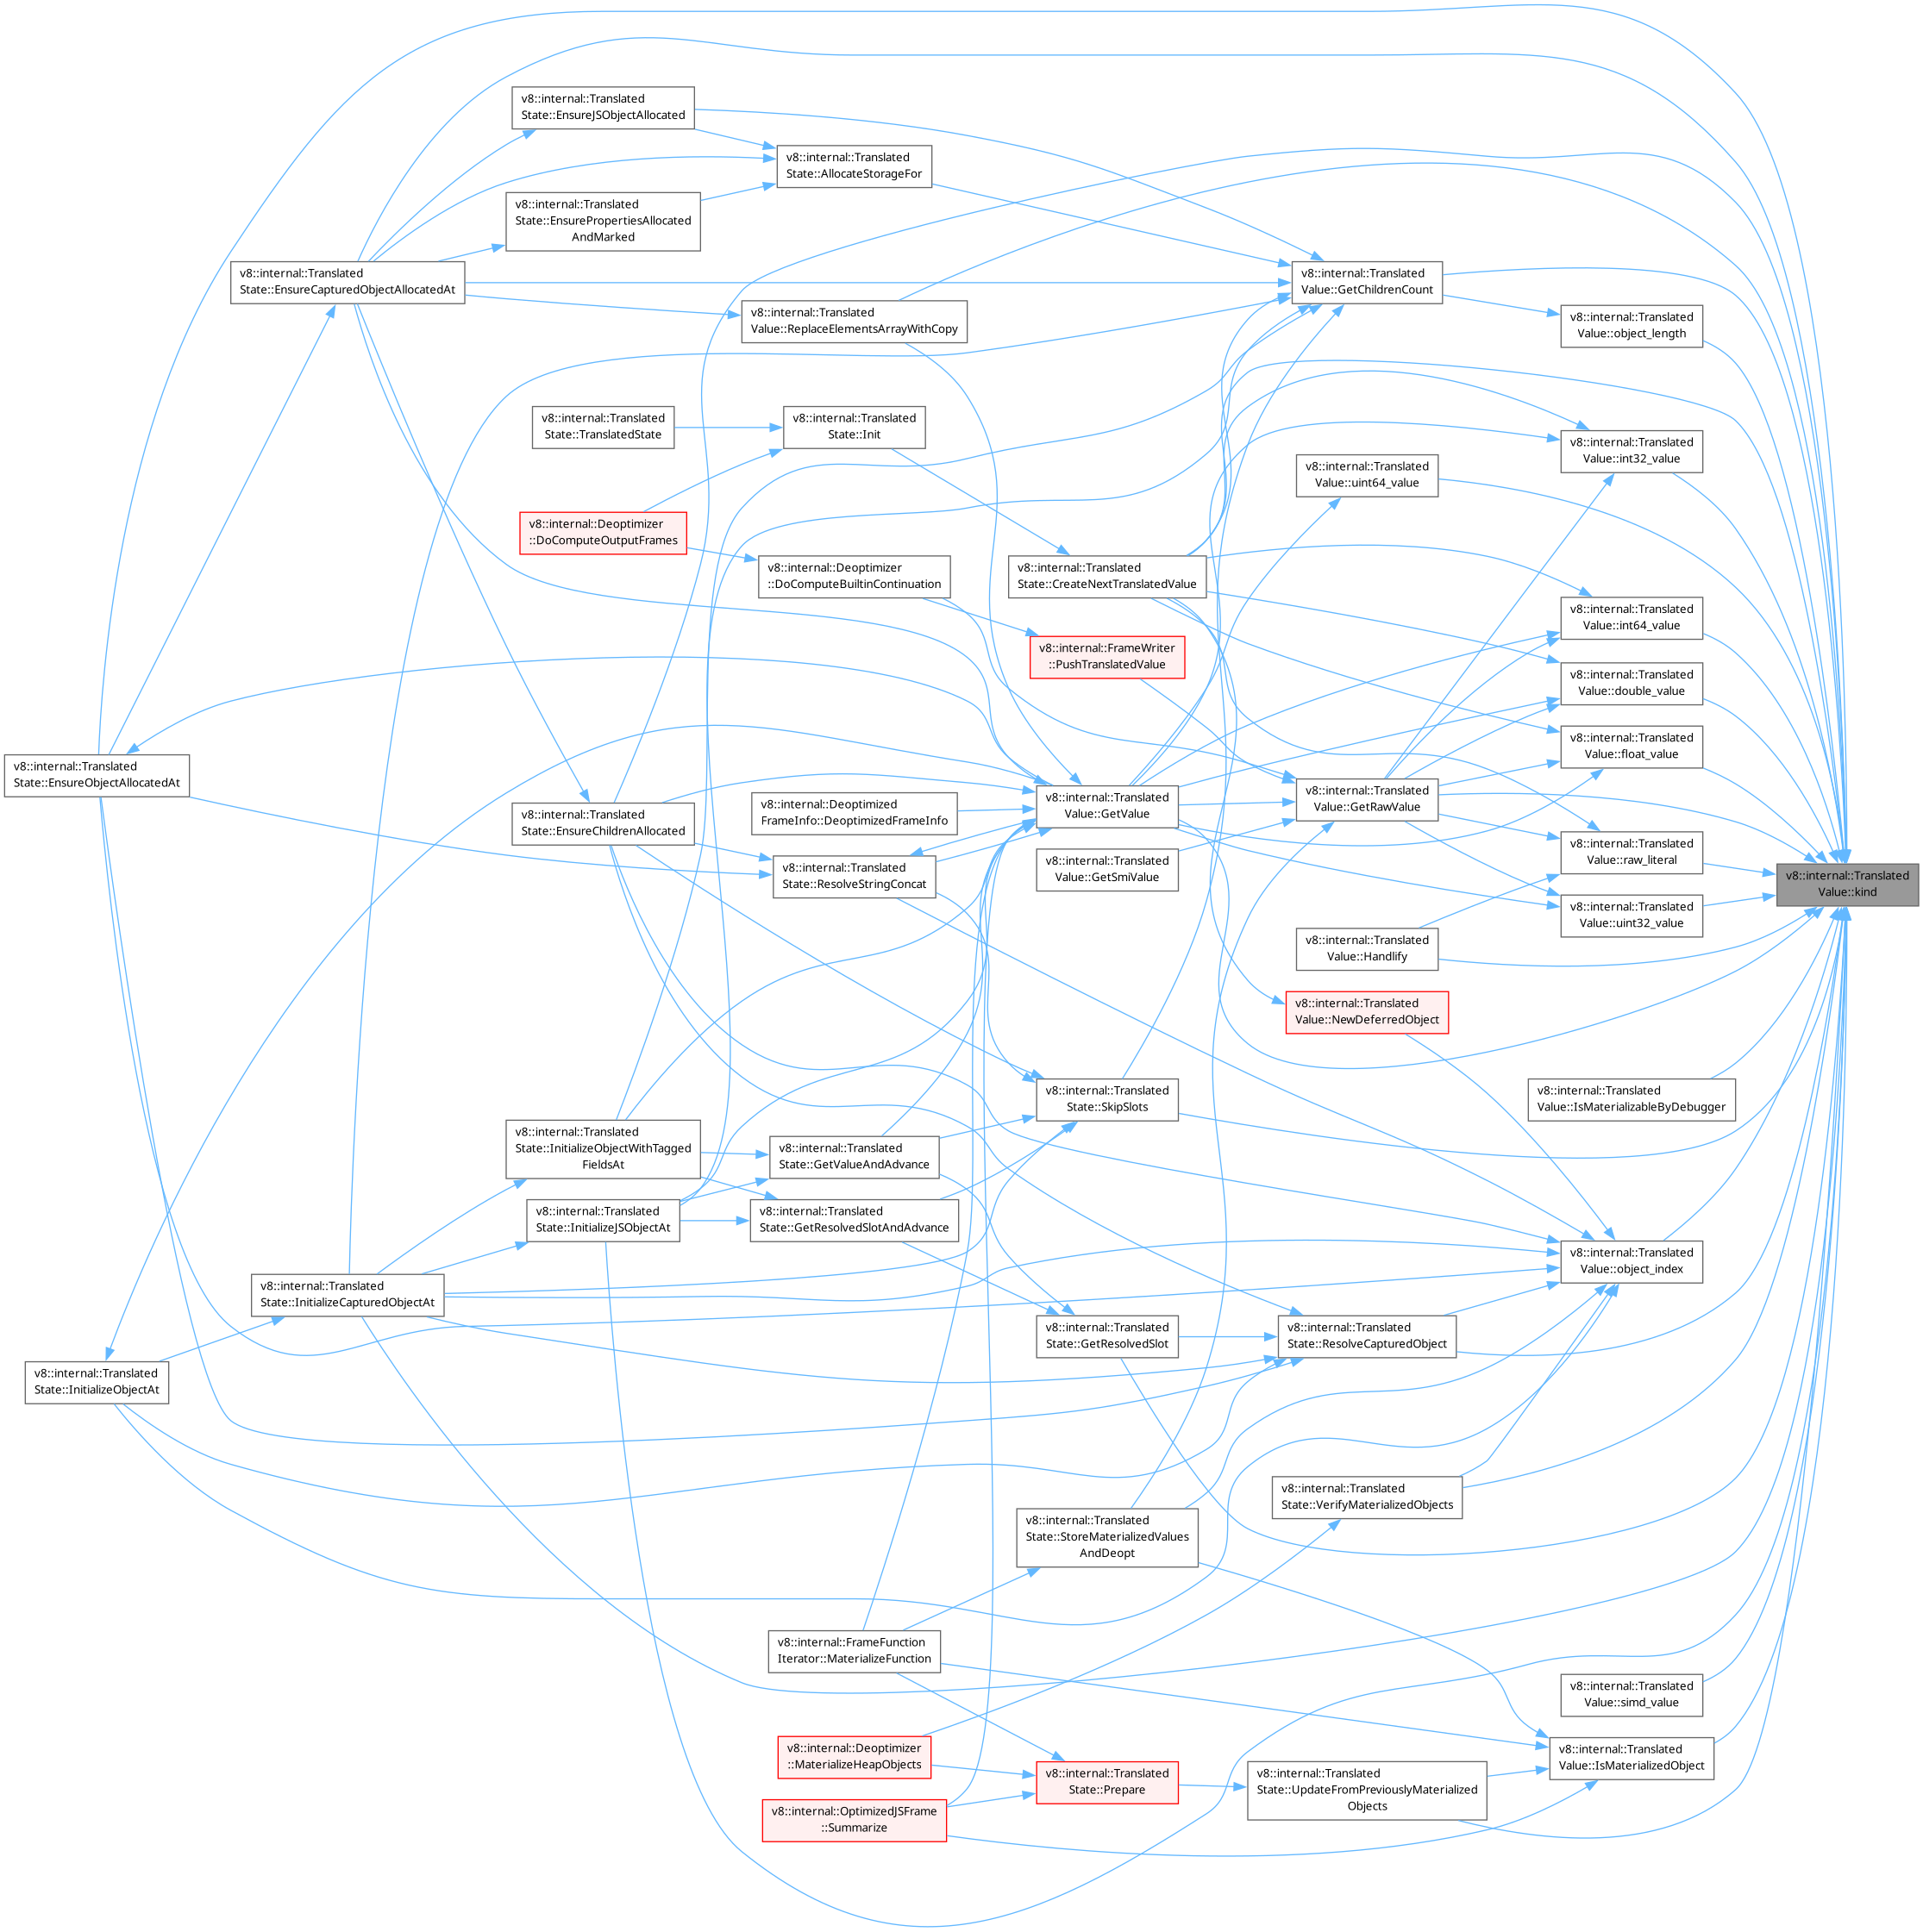 v8::internal::Translated
State::EnsureJSObjectAllocated
v8::internal::Translated
State::AllocateStorageFor
v8::internal::Translated
State::EnsurePropertiesAllocated
AndMarked
v8::internal::Translated
State::EnsureCapturedObjectAllocatedAt
v8::internal::Translated
Value::GetChildrenCount
v8::internal::Translated
Value::ReplaceElementsArrayWithCopy
v8::internal::Translated
Value::object_length
v8::internal::Translated
State::TranslatedState
v8::internal::Translated
State::Init
v8::internal::Translated
Value::int32_value
v8::internal::Translated
Value::uint64_value
v8::internal::Deoptimizer
::DoComputeOutputFrames
v8::internal::Deoptimizer
::DoComputeBuiltinContinuation
v8::internal::Translated
State::CreateNextTranslatedValue
v8::internal::Translated
Value::int64_value
v8::internal::FrameWriter
::PushTranslatedValue
v8::internal::Translated
Value::double_value
v8::internal::Translated
Value::float_value
v8::internal::Translated
State::EnsureObjectAllocatedAt
v8::internal::Translated
State::EnsureChildrenAllocated
v8::internal::Deoptimized
FrameInfo::DeoptimizedFrameInfo
v8::internal::Translated
Value::GetValue
v8::internal::Translated
Value::GetRawValue
v8::internal::Translated
Value::raw_literal
v8::internal::Translated
State::ResolveStringConcat
v8::internal::Translated
Value::GetSmiValue
v8::internal::Translated
Value::kind
v8::internal::Translated
Value::uint32_value
v8::internal::Translated
Value::Handlify
v8::internal::Translated
Value::NewDeferredObject
v8::internal::Translated
State::SkipSlots
v8::internal::Translated
Value::IsMaterializableByDebugger
v8::internal::Translated
State::InitializeObjectWithTagged
FieldsAt
v8::internal::Translated
State::GetValueAndAdvance
v8::internal::Translated
State::InitializeJSObjectAt
v8::internal::Translated
State::GetResolvedSlotAndAdvance
v8::internal::Translated
Value::object_index
v8::internal::Translated
State::InitializeCapturedObjectAt
v8::internal::Translated
State::GetResolvedSlot
v8::internal::Translated
State::ResolveCapturedObject
v8::internal::Translated
State::InitializeObjectAt
v8::internal::Translated
State::VerifyMaterializedObjects
v8::internal::Translated
State::StoreMaterializedValues
AndDeopt
v8::internal::FrameFunction
Iterator::MaterializeFunction
v8::internal::Translated
Value::simd_value
v8::internal::Deoptimizer
::MaterializeHeapObjects
v8::internal::Translated
State::Prepare
v8::internal::Translated
State::UpdateFromPreviouslyMaterialized
Objects
v8::internal::Translated
Value::IsMaterializedObject
v8::internal::OptimizedJSFrame
::Summarize